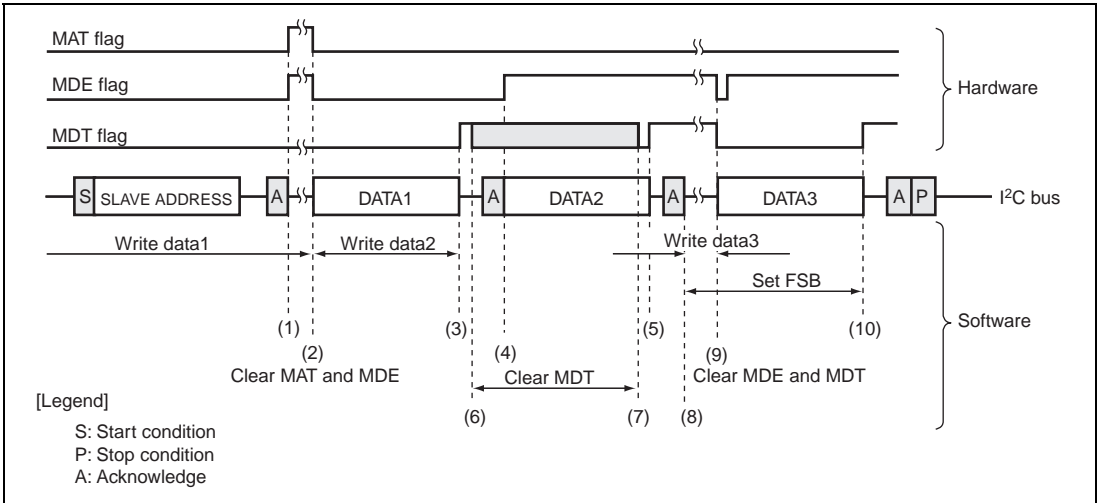 MAT flag
MDE flag
Hardware
MDT flag
S SLAVE ADDRESS A DATA1 A DATA2 A DATA3 A P I²C bus
Write data1 Write data2 Write data3
Set FSB
(1) (3) (5) (10) Software
(2) (4) (9)
Clear MAT and MDE Clear MDT Clear MDE and MDT
[Legend]
(6) (7) (8)
S: Start condition
P: Stop condition
A: Acknowledge